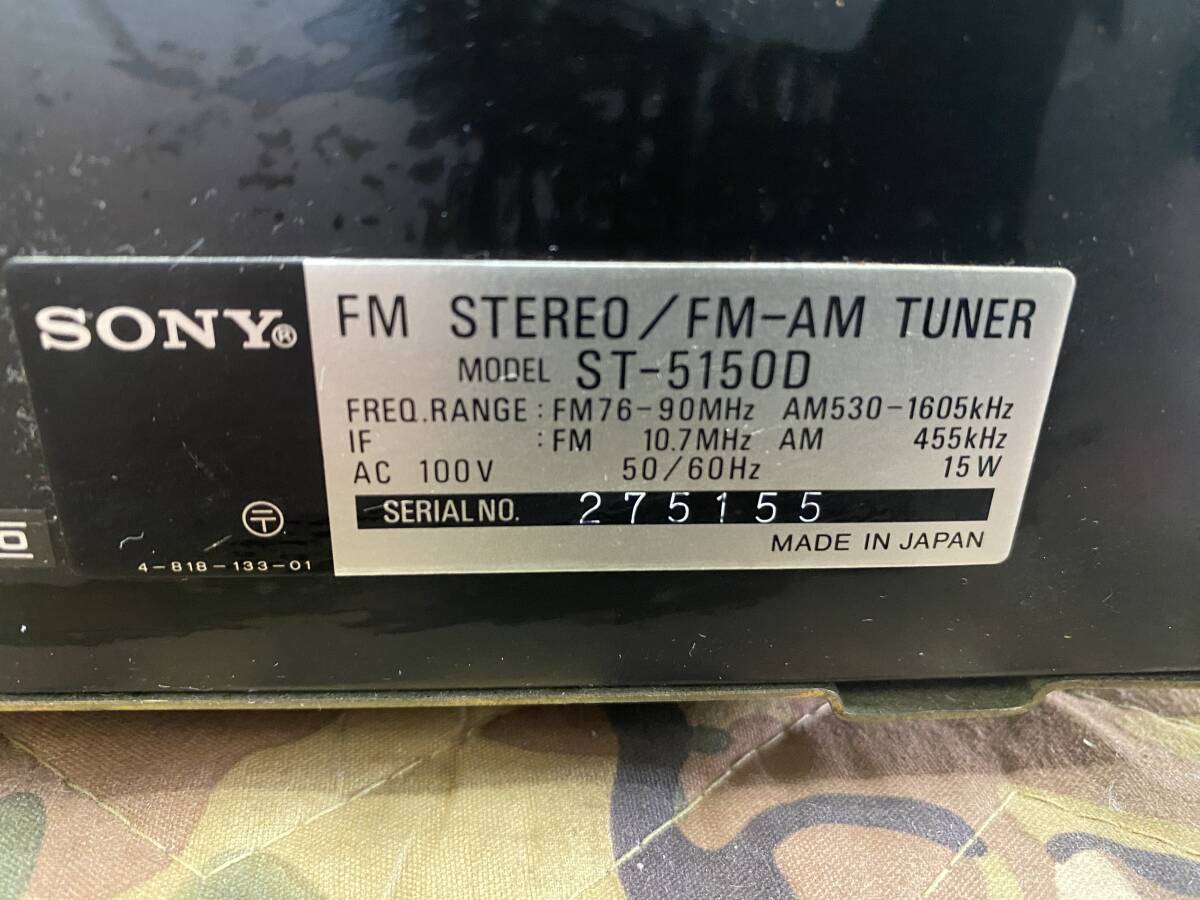 SONY®
FM STEREO/FM-AM TUNER
MODEL ST-5150D
FREQ.RANGE : FM76-90MHz AM530-1605kHz
IF : FM 10.7MHz AM 455kHz
AC 100V 50/60Hz 15W
SERIAL NO. 275155
MADE IN JAPAN
4-818-133-01